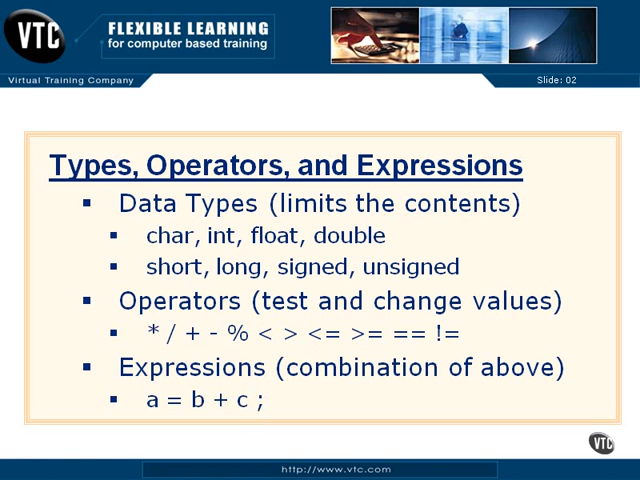 VTC
FLEXIBLE LEARNING
for computer based training
Virtual Training Company
Slide: 02
Types, Operators, and Expressions
▪ Data Types (limits the contents)
▪ char, int, float, double
▪ short, long, signed, unsigned
▪ Operators (test and change values)
▪ * / + - % < > <= >= == !=
▪ Expressions (combination of above)
▪ a = b + c ;
VTC
http://www.vtc.com